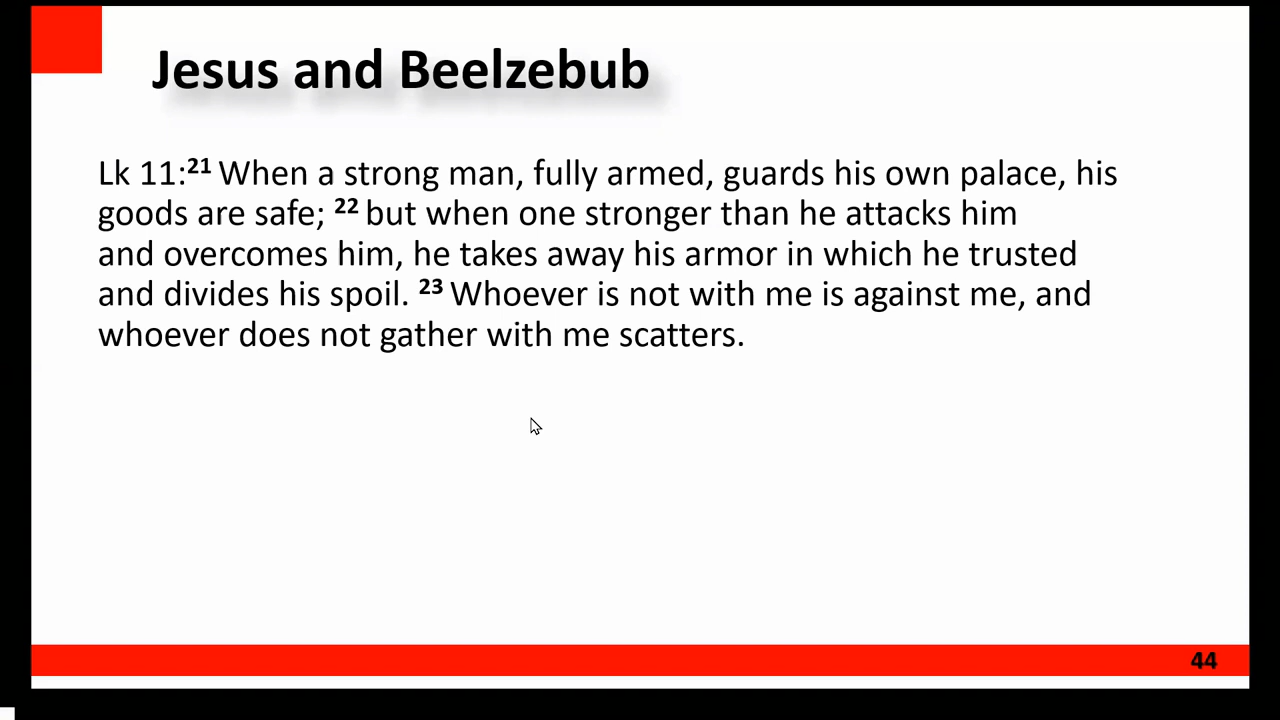 Jesus and Beelzebub
Lk 11:21 When a strong man, fully armed, guards his own palace, his
goods are safe; 22 but when one stronger than he attacks him
and overcomes him, he takes away his armor in which he trusted
and divides his spoil. 23 Whoever is not with me is against me, and
whoever does not gather with me scatters.
44